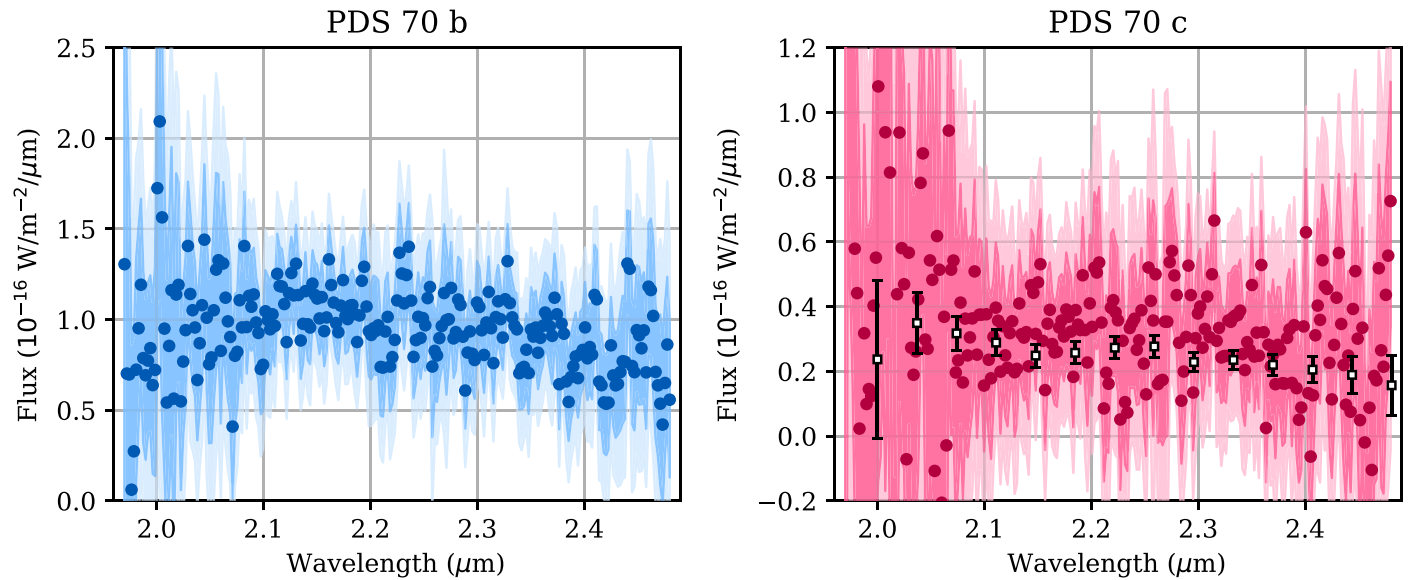 PDS 70 b
2.5
2.0
1.5
1.0
0.5
0.0
2.0 2.1 2.2 2.3 2.4
Wavelength (μm)
Flux (10⁻¹⁶ W/m⁻²/μm)
PDS 70 c
1.2
1.0
0.8
0.6
0.4
0.2
0.0
−0.2
2.0 2.1 2.2 2.3 2.4
Wavelength (μm)
Flux (10⁻¹⁶ W/m⁻²/μm)